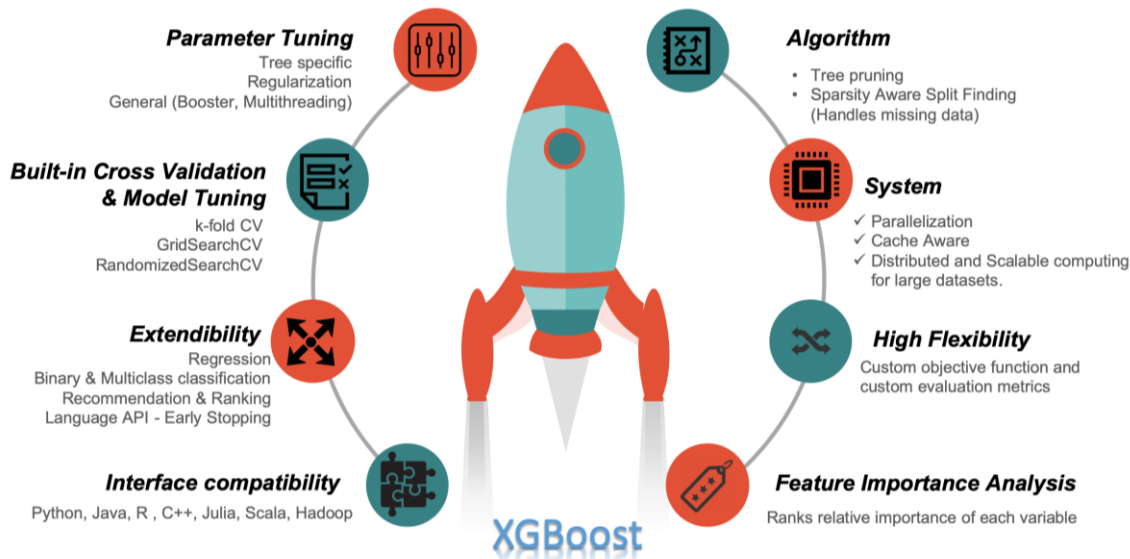 Parameter Tuning
Tree specific
Regularization
General (Booster, Multithreading)
Built-in Cross Validation
& Model Tuning
k-fold CV
GridSearchCV
RandomizedSearchCV
Extendibility
Regression
Binary & Multiclass classification
Recommendation & Ranking
Language API - Early Stopping
Interface compatibility
Python, Java, R , C++, Julia, Scala, Hadoop
Algorithm
• Tree pruning
• Sparsity Aware Split Finding
(Handles missing data)
System
✓ Parallelization
✓ Cache Aware
✓ Distributed and Scalable computing
for large datasets.
High Flexibility
Custom objective function and
custom evaluation metrics
Feature Importance Analysis
Ranks relative importance of each variable
XGBoost